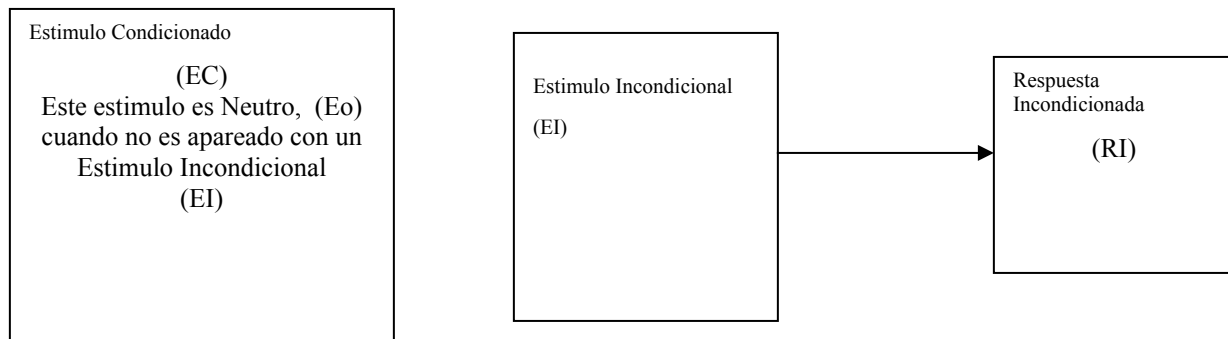 Estimulo Condicionado
(EC)
Este estimulo es Neutro, (Eo)
cuando no es apareado con un
Estimulo Incondicional
(EI)
Estimulo Incondicional
(EI)
Respuesta
Incondicionada
(RI)